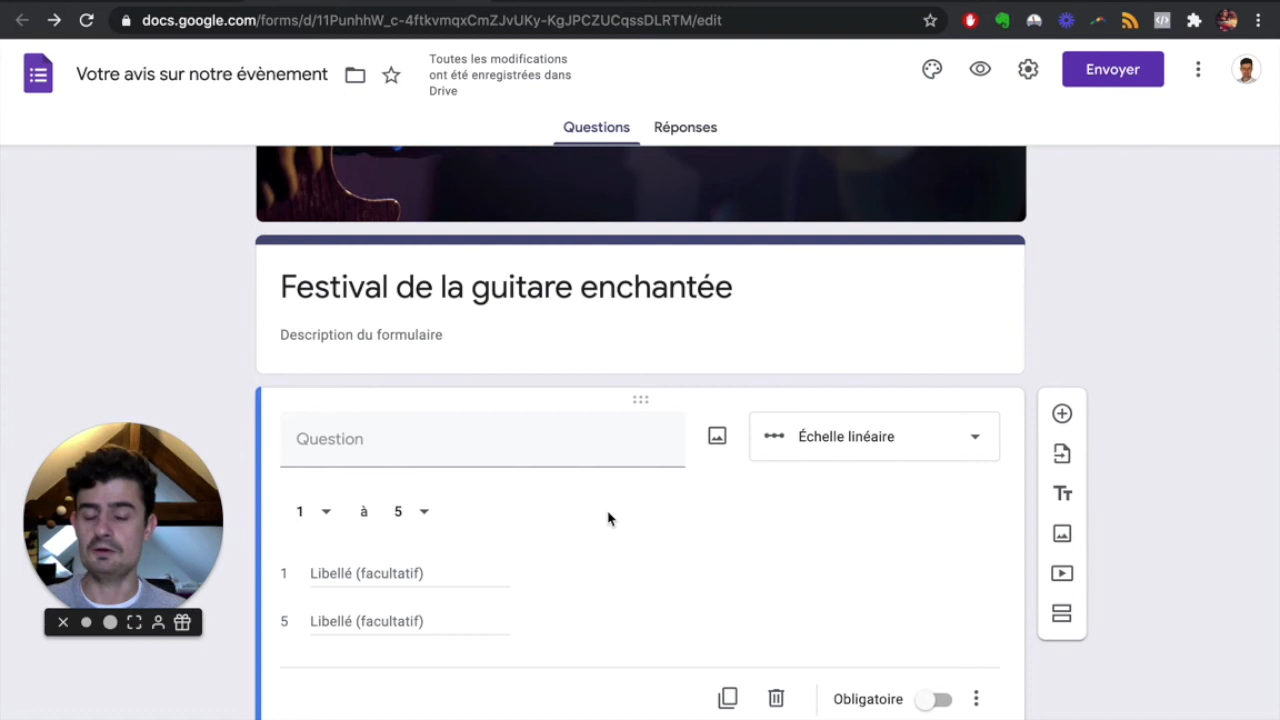 docs.google.com/forms/d/11PunhhW_c-4ftkvmqxCmZJvUKy-KgJPCZUCqssDLRTM/edit
Votre avis sur notre évènement
Toutes les modifications
ont été enregistrées dans
Drive
Envoyer
Questions
Réponses
Festival de la guitare enchantée
Description du formulaire
Question
Échelle linéaire
1 à 5
1 Libellé (facultatif)
5 Libellé (facultatif)
Obligatoire